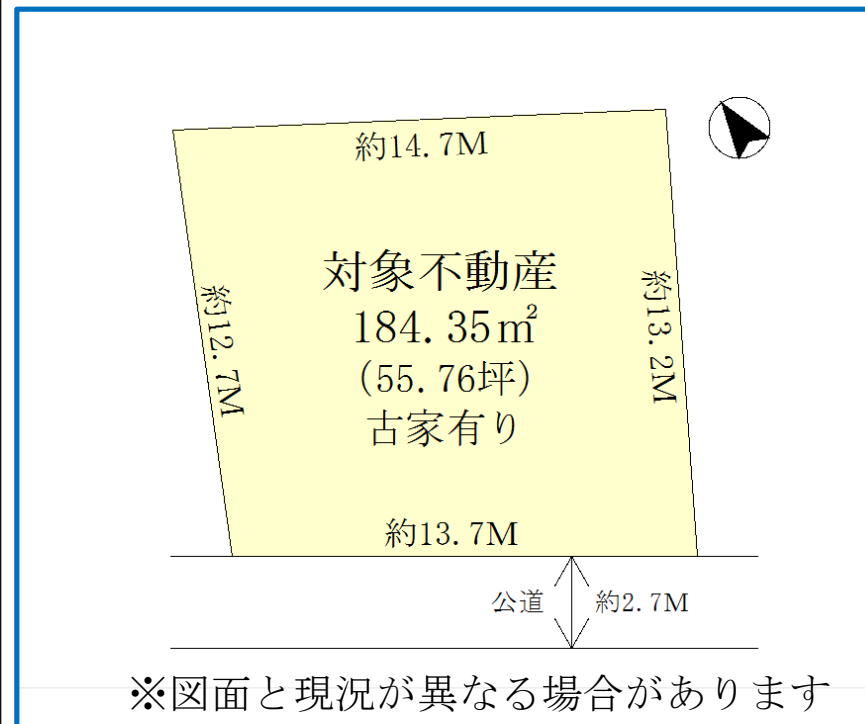 約14.7M
対象不動産
184.35㎡
(55.76坪)
古家有り
約12.7M
約13.2M
約13.7M
公道
約2.7M
※図面と現況が異なる場合があります